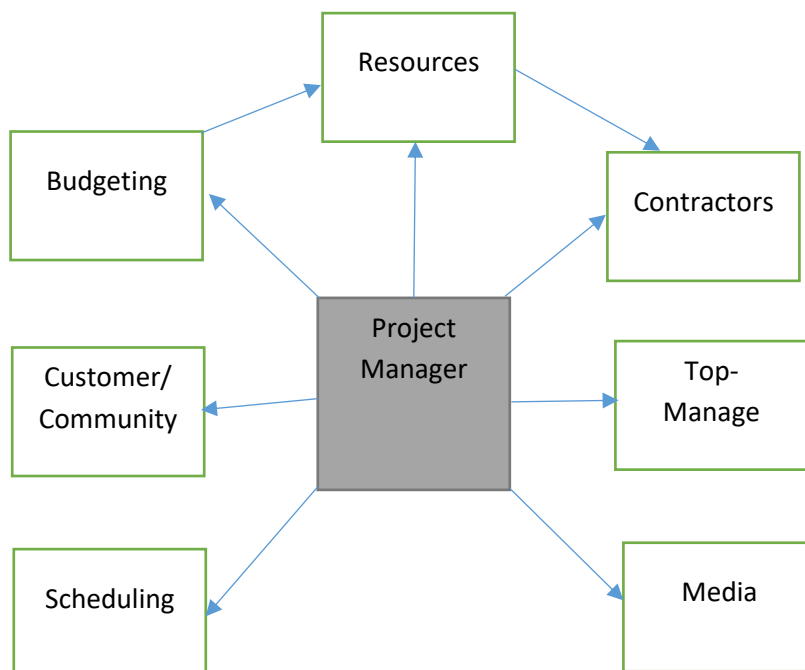 Resources
Budgeting
Contractors
Project
Manager
Customer/
Community
Top-
Manage
Scheduling
Media